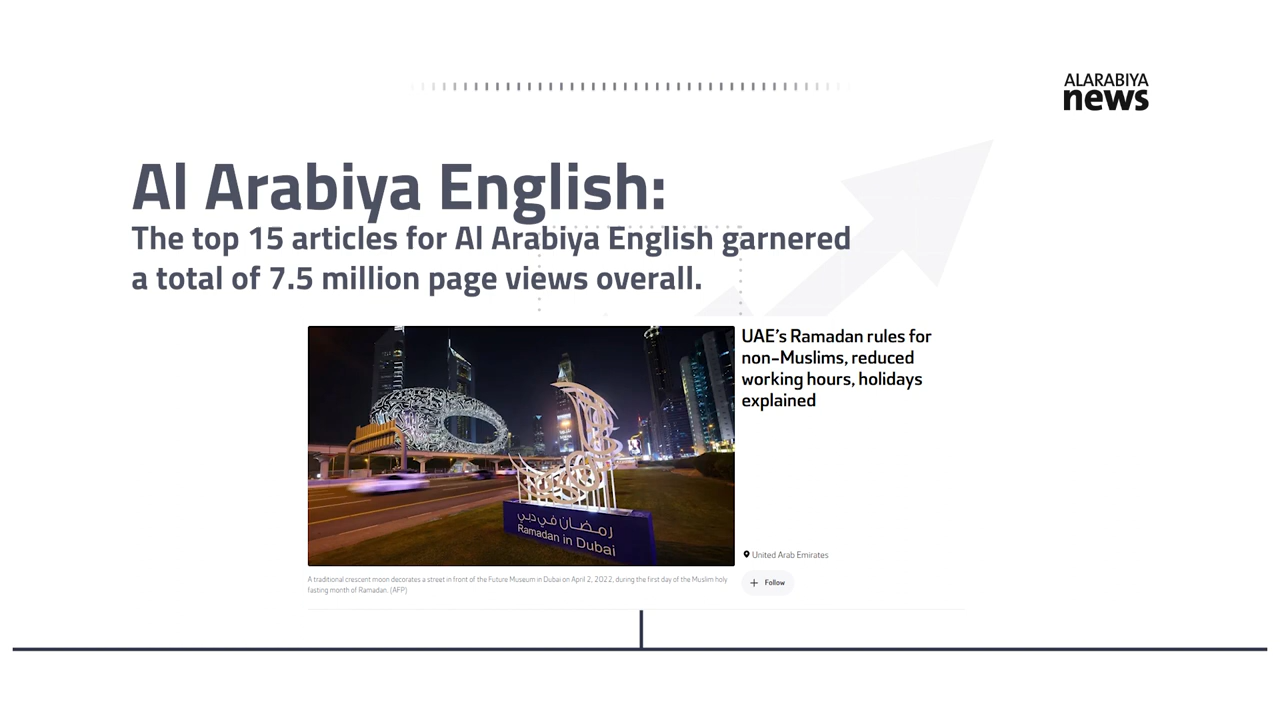 ALARABIYA
news
Al Arabiya English:
The top 15 articles for Al Arabiya English garnered
a total of 7.5 million page views overall.
UAE's Ramadan rules for
non-Muslims, reduced
working hours, holidays
explained
رمضان في دبي
Ramadan in Dubai
United Arab Emirates
A traditional crescent moon decorates a street in front of the Future Museum in Dubai on April 2, 2022, during the first day of the Muslim holy
fasting month of Ramadan. (AFP)
+ Follow